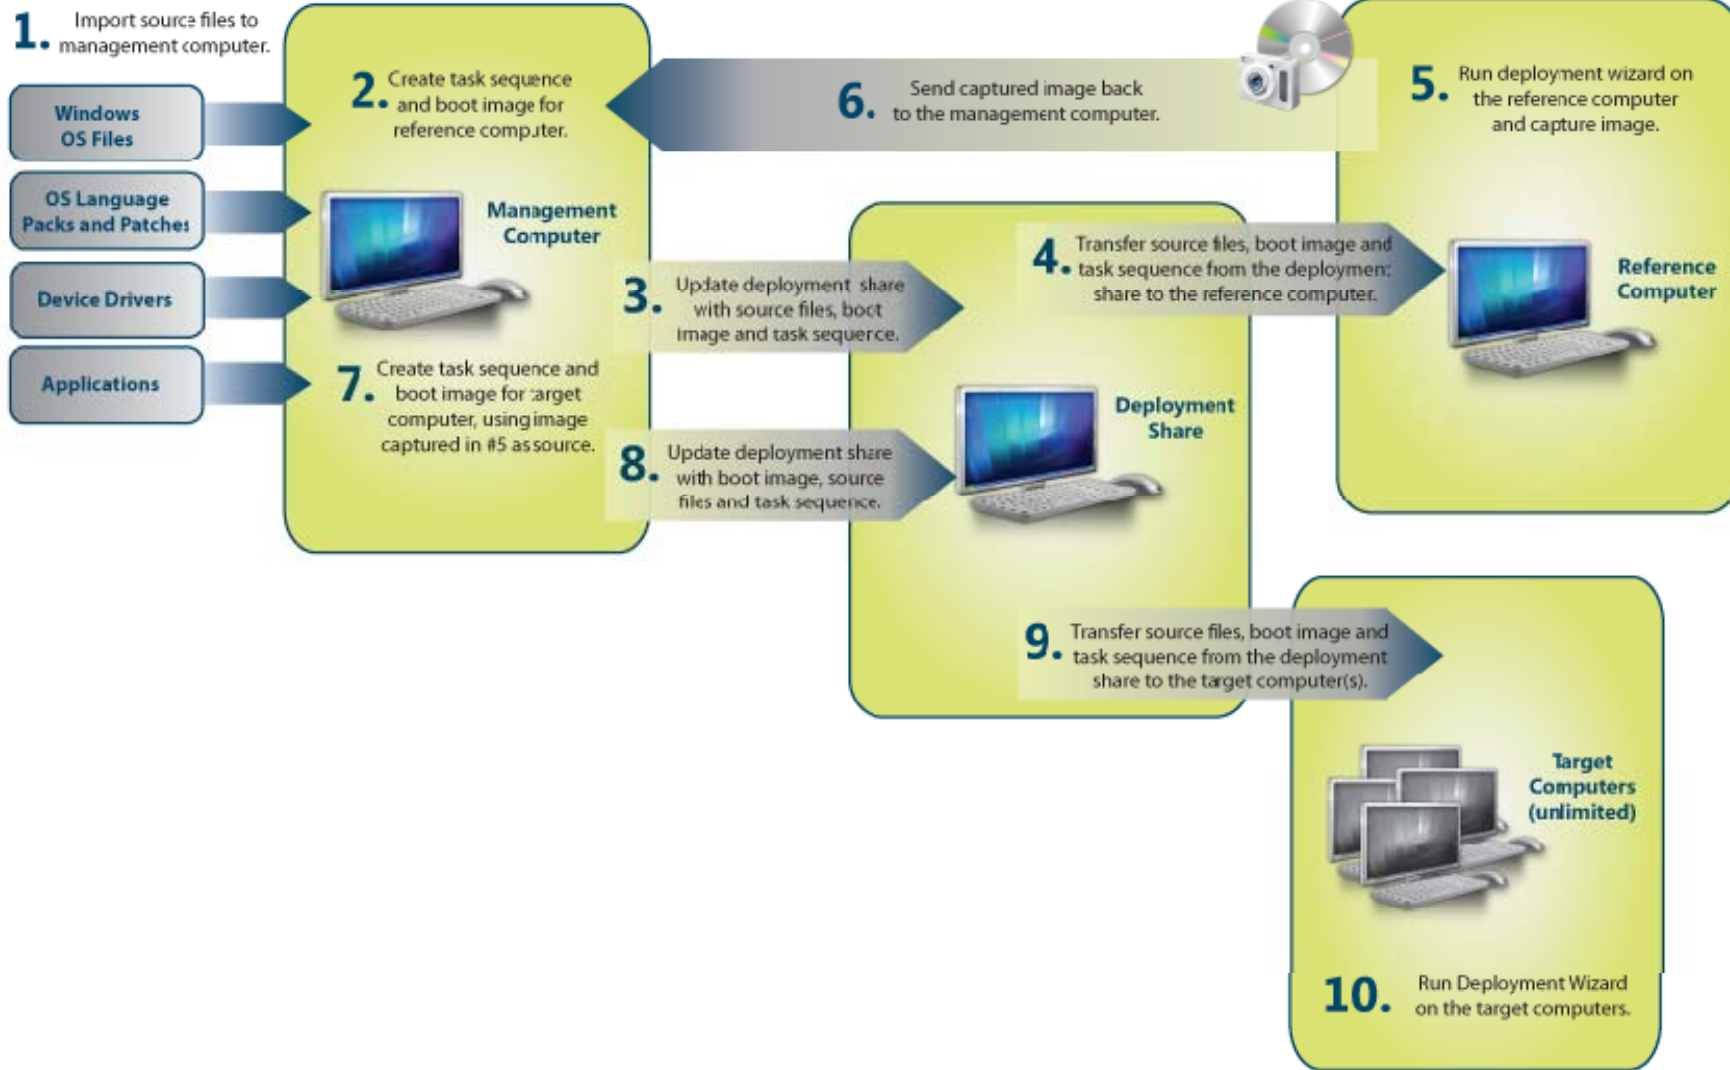 1. Import source files to
management computer.
Windows
OS Files
OS Language
Packs and Patches
Device Drivers
Applications
2. Create task sequence
and boot image for
reference computer.
Management
Computer
7. Create task sequence and
boot image for target
computer, using image
captured in #5 as source.
6. Send captured image back
to the management computer.
3. Update deployment share
with source files, boot
image and task sequence.
8. Update deployment share
with boot image, source
files and task sequence.
Deployment
Share
4. Transfer source files, boot image and
task sequence from the deployment
share to the reference computer.
5. Run deployment wizard on
the reference computer
and capture image.
Reference
Computer
9. Transfer source files, boot image and
task sequence from the deployment
share to the target computer(s).
Target
Computers
(unlimited)
10. Run Deployment Wizard
on the target computers.